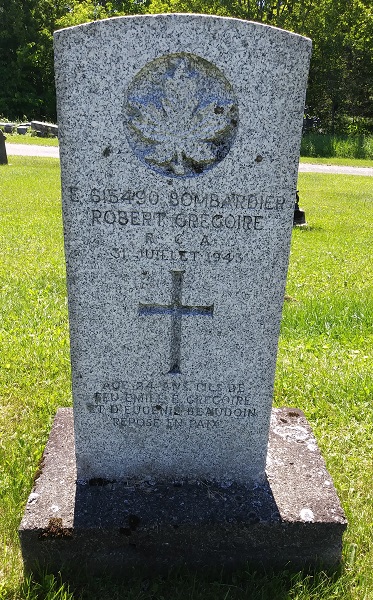 E 615490 BOMBARDIER
ROBERT GRÉGOIRE
R. C. A.
31 JUILLET 1943
AGE 24 ANS FILS DE
FEU EMILE E. GREGOIRE
ET D'EUGENIE BEAUDOIN
REPOSE EN PAIX